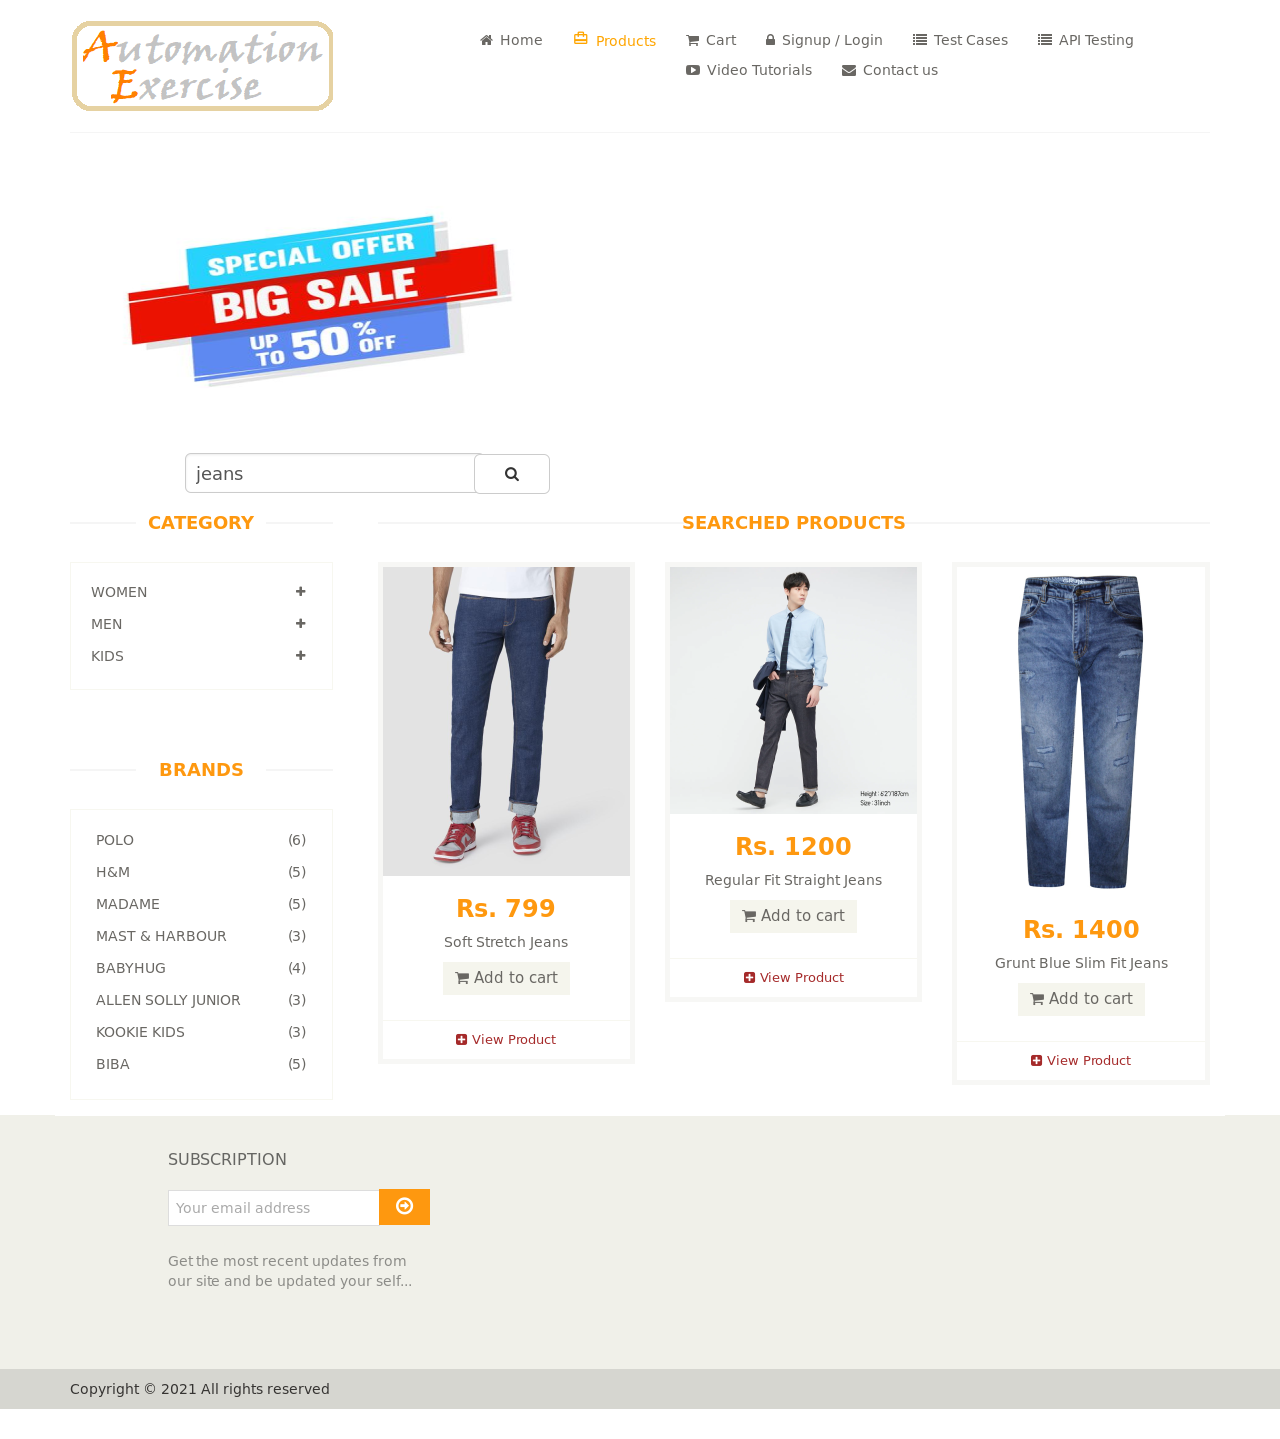 Automation
Exercise
Home
Products
Cart
Signup / Login
Test Cases
API Testing
Video Tutorials
Contact us
SPECIAL OFFER
BIG SALE
UP TO 50% OFF
jeans
CATEGORY
WOMEN
MEN
KIDS
BRANDS
POLO (6)
H&M (5)
MADAME (5)
MAST & HARBOUR (3)
BABYHUG (4)
ALLEN SOLLY JUNIOR (3)
KOOKIE KIDS (3)
BIBA (5)
SEARCHED PRODUCTS
Rs. 799
Soft Stretch Jeans
Add to cart
View Product
Height : 6'2"/187cm
Size : 31inch
Rs. 1200
Regular Fit Straight Jeans
Add to cart
View Product
Rs. 1400
Grunt Blue Slim Fit Jeans
Add to cart
View Product
SUBSCRIPTION
Your email address
Get the most recent updates from
our site and be updated your self...
Copyright © 2021 All rights reserved